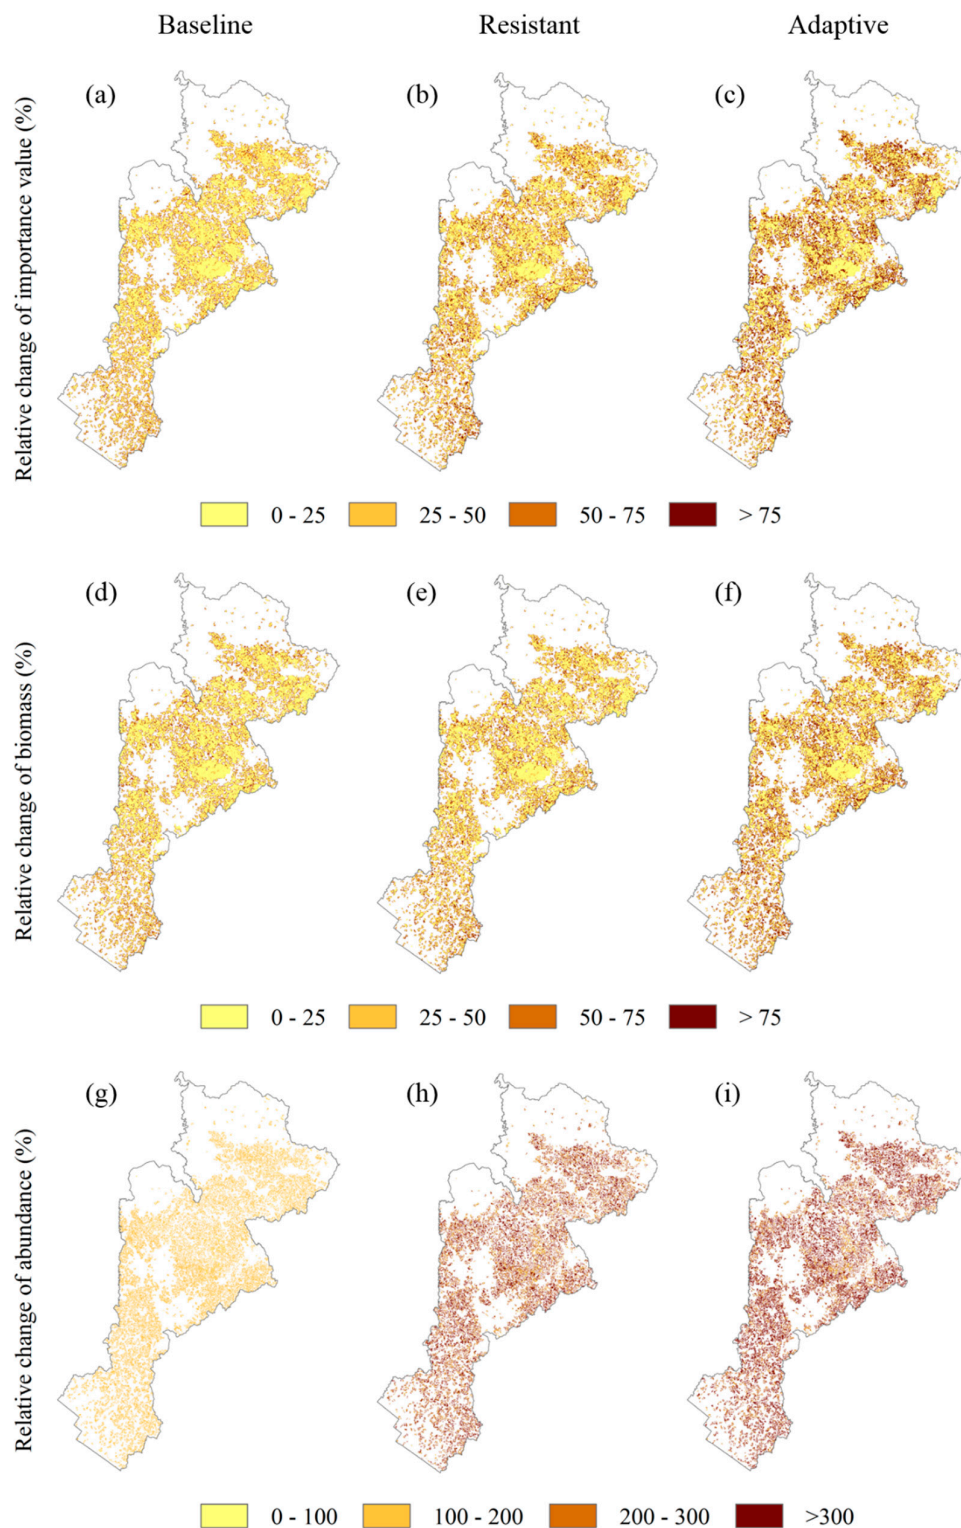 Baseline Resistant Adaptive
Relative change of importance value (%)
(a) (b) (c)
0 - 25 25 - 50 50 - 75 > 75
Relative change of biomass (%)
(d) (e) (f)
0 - 25 25 - 50 50 - 75 > 75
Relative change of abundance (%)
(g) (h) (i)
0 - 100 100 - 200 200 - 300 >300